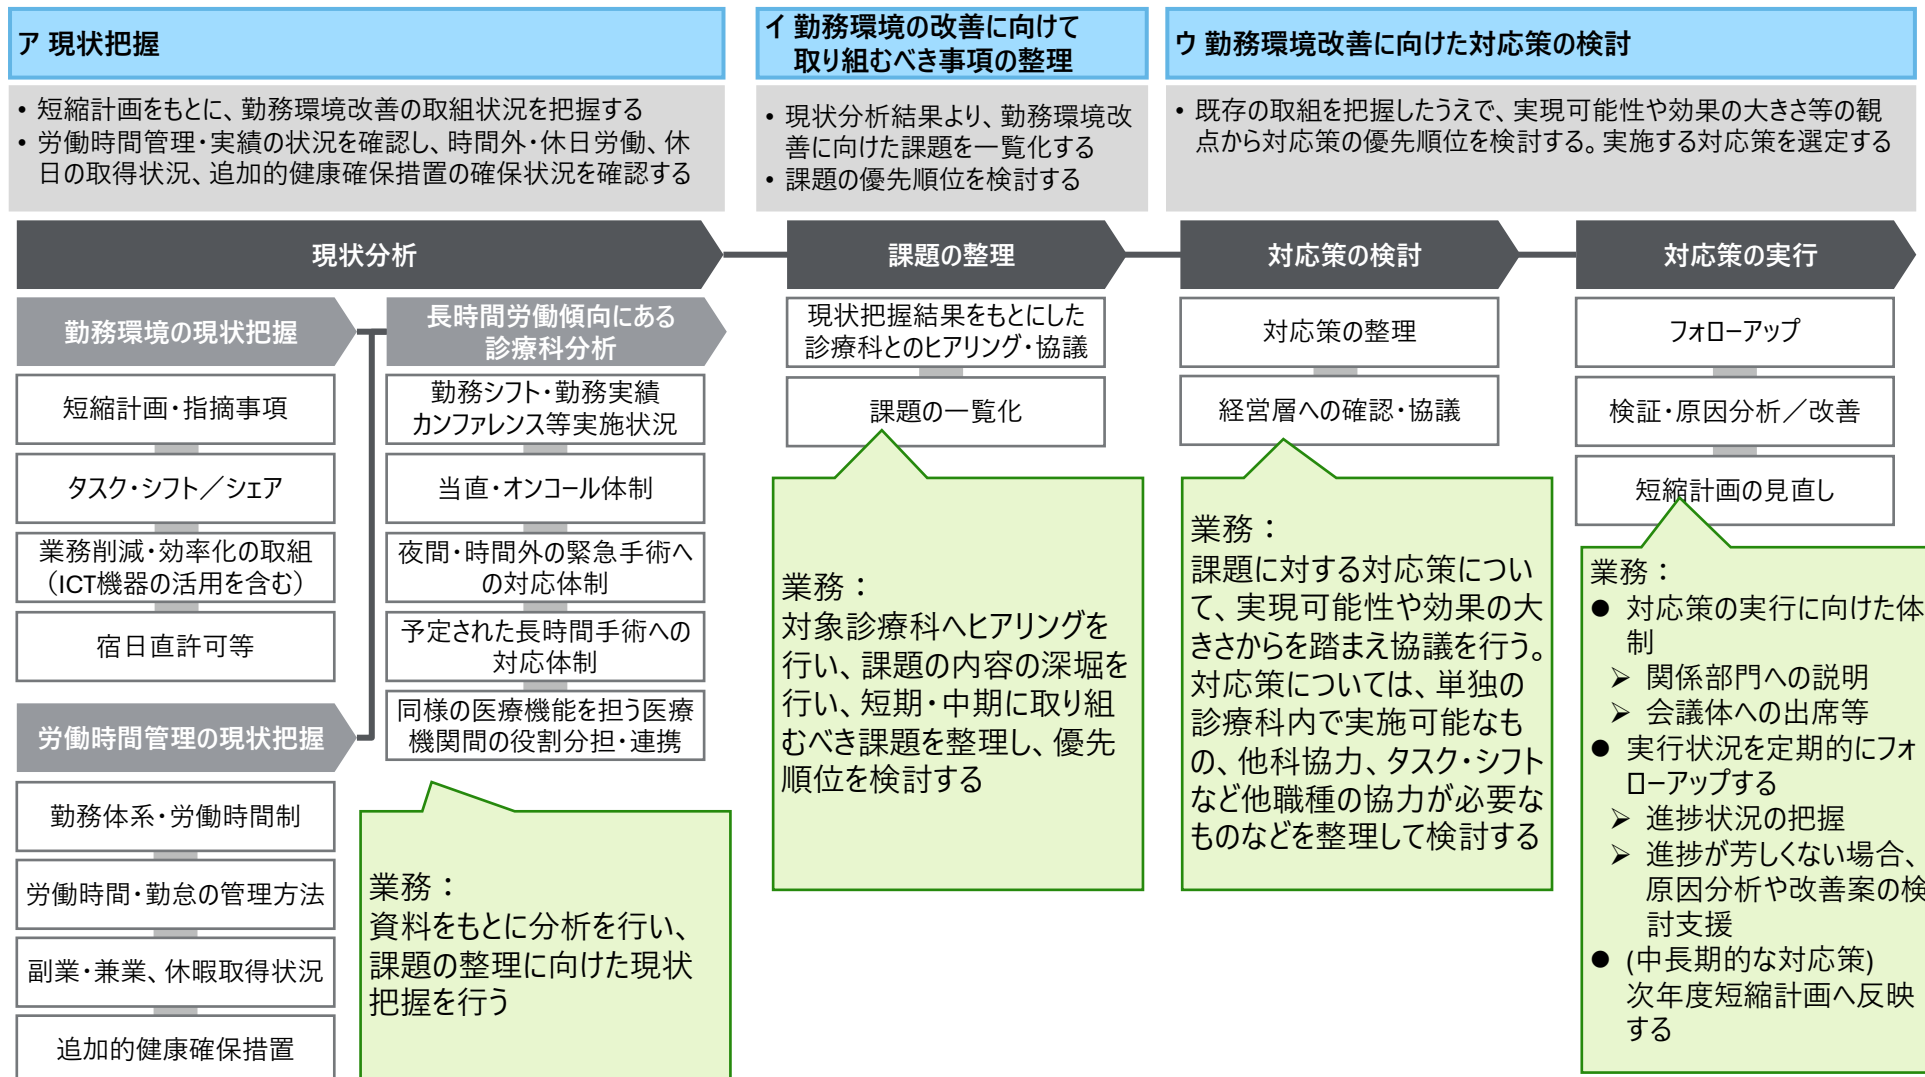 ア 現状把握
• 短縮計画をもとに、勤務環境改善の取組状況を把握する
• 労働時間管理・実績の状況を確認し、時間外・休日労働、休
日の取得状況、追加的健康確保措置の確保状況を確認する
イ 勤務環境の改善に向けて
取り組むべき事項の整理
• 現状分析結果より、勤務環境改
善に向けた課題を一覧化する
• 課題の優先順位を検討する
ウ 勤務環境改善に向けた対応策の検討
• 既存の取組を把握したうえで、実現可能性や効果の大きさ等の観
点から対応策の優先順位を検討する。実施する対応策を選定する
現状分析
勤務環境の現状把握
短縮計画・指摘事項
タスク・シフト／シェア
業務削減・効率化の取組
（ICT機器の活用を含む）
宿日直許可等
労働時間管理の現状把握
勤務体系・労働時間制
労働時間・勤怠の管理方法
副業・兼業、休暇取得状況
追加的健康確保措置
長時間労働傾向にある
診療科分析
勤務シフト・勤務実績
カンファレンス等実施状況
当直・オンコール体制
夜間・時間外の緊急手術へ
の対応体制
予定された長時間手術への
対応体制
同様の医療機能を担う医療
機関間の役割分担・連携
業務：
資料をもとに分析を行い、
課題の整理に向けた現状
把握を行う
課題の整理
現状把握結果をもとにした
診療科とのヒアリング・協議
課題の一覧化
業務：
対象診療科へヒアリングを
行い、課題の内容の深堀を
行い、短期・中期に取り組
むべき課題を整理し、優先
順位を検討する
対応策の検討
対応策の整理
経営層への確認・協議
業務：
課題に対する対応策につい
て、実現可能性や効果の大
きさからを踏まえ協議を行う。
対応策については、単独の
診療科内で実施可能なも
の、他科協力、タスク・シフト
など他職種の協力が必要な
ものなどを整理して検討する
対応策の実行
フォローアップ
検証・原因分析／改善
短縮計画の見直し
業務：
● 対応策の実行に向けた体
制
➢ 関係部門への説明
➢ 会議体への出席等
● 実行状況を定期的にフォ
ローアップする
➢ 進捗状況の把握
➢ 進捗が芳しくない場合、
原因分析や改善案の検
討支援
● (中長期的な対応策)
次年度短縮計画へ反映
する